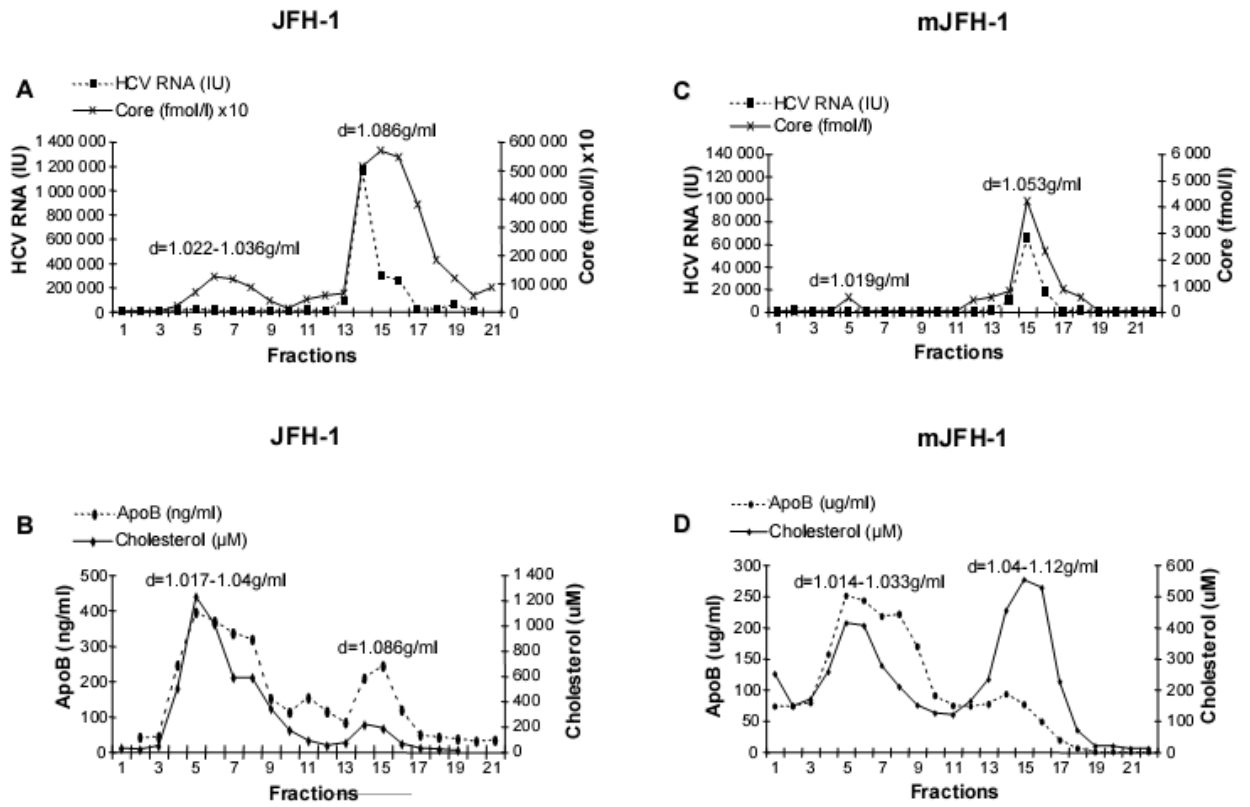 JFH-1
A
HCV RNA (IU)
Core (fmol/l) x10
d=1.086g/ml
d=1.022-1.036g/ml
HCV RNA (IU)
1 400 000
1 200 000
1 000 000
800 000
600 000
400 000
200 000
0
600 000
500 000
400 000
300 000
200 000
100 000
0
Core (fmol/l) x10
1 3 5 7 9 11 13 15 17 19 21
Fractions
mJFH-1
C
HCV RNA (IU)
Core (fmol/l)
d=1.053g/ml
d=1.019g/ml
HCV RNA (IU)
140 000
120 000
100 000
80 000
60 000
40 000
20 000
0
6 000
5 000
4 000
3 000
2 000
1 000
0
Core (fmol/l)
1 3 5 7 9 11 13 15 17 19 21
Fractions
JFH-1
B
ApoB (ng/ml)
Cholesterol (µM)
d=1.017-1.04g/ml
d=1.086g/ml
ApoB (ng/ml)
500
400
300
200
100
0
1 400
1 200
1 000
800
600
400
200
0
Cholesterol (uM)
1 3 5 7 9 11 13 15 17 19 21
Fractions
mJFH-1
D
ApoB (ug/ml)
Cholesterol (µM)
d=1.014-1.033g/ml
d=1.04-1.12g/ml
ApoB (ug/ml)
300
250
200
150
100
50
0
600
500
400
300
200
100
0
Cholesterol (uM)
1 3 5 7 9 11 13 15 17 19 21
Fractions